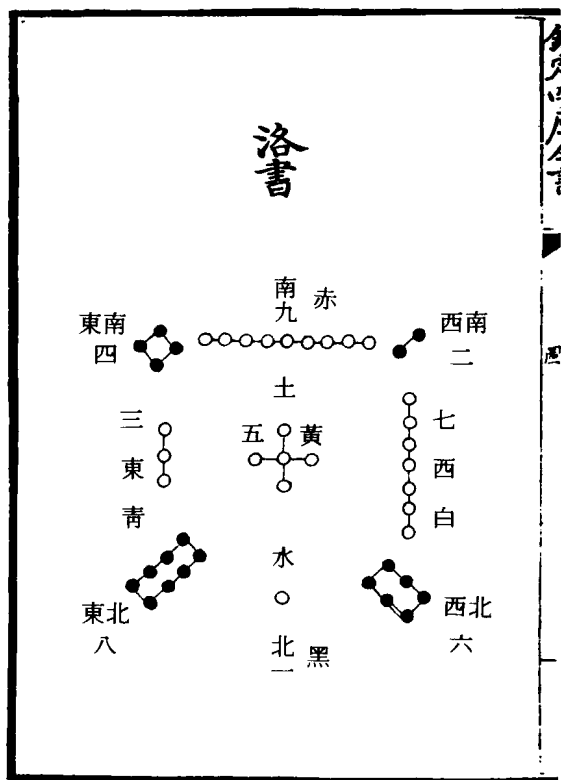 洛書
赤
南九
東南
四
西南
二
土
五
黃
三東青
七西白
水
東北
八
北一
黑
西北
六